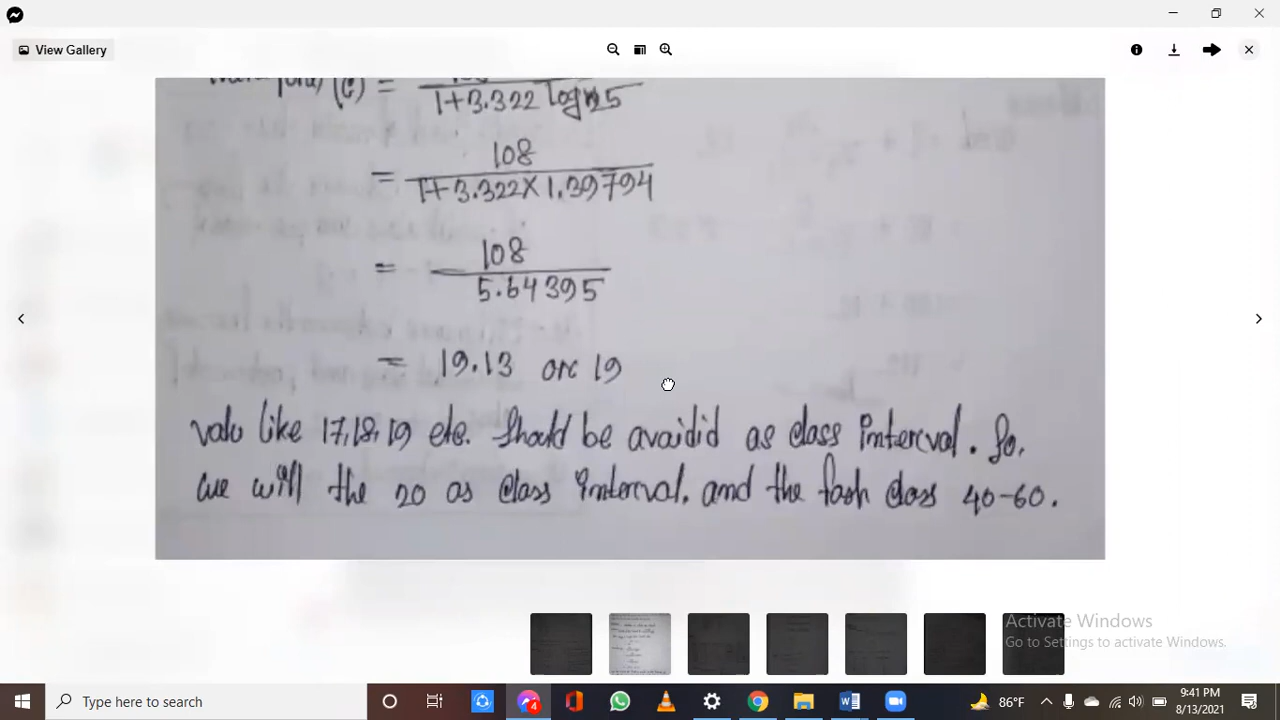 View Gallery
(C) =
1+3.322 log 25
= 108
1+3.322×1.39794
= 108
5.64395
= 19.13 orc 19
valu like 17,18,19 etc. should be avaidid as class interval. So,
we will the 20 as class interval. and the class 40-60.
Activate Windows
Go to Settings to activate Windows.
4
Type here to search
86°F
9:41 PM
8/13/2021